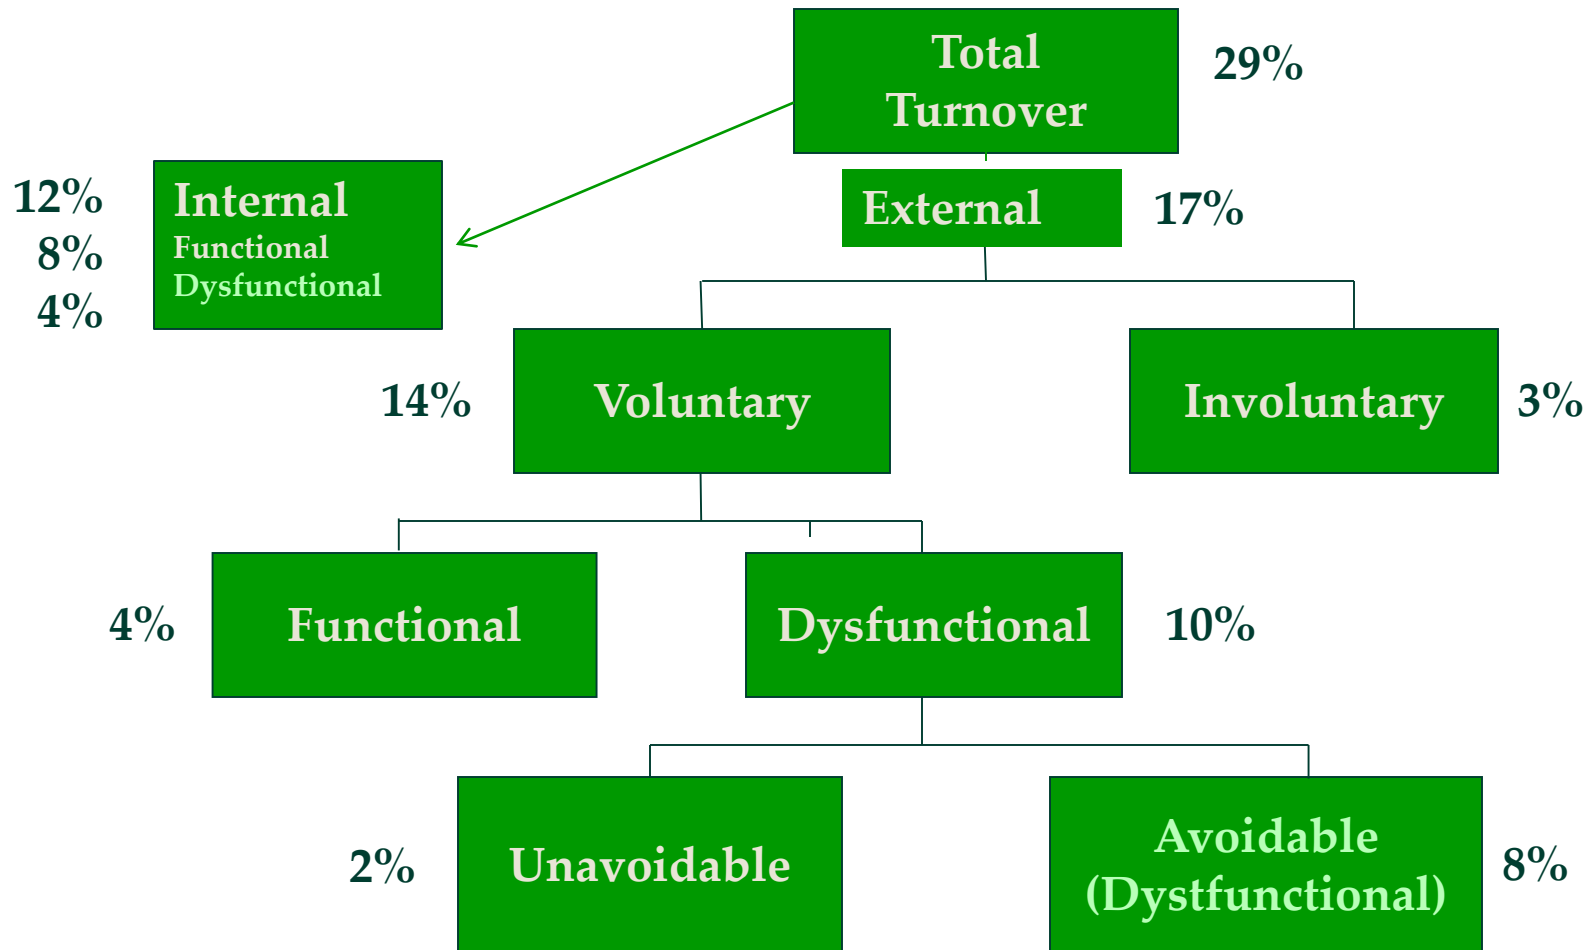 Total
Turnover
29%
12%
8%
4%
Internal
Functional
Dysfunctional
External
17%
14%
Voluntary
Involuntary
3%
4%
Functional
Dysfunctional
10%
2%
Unavoidable
Avoidable
(Dystfunctional)
8%